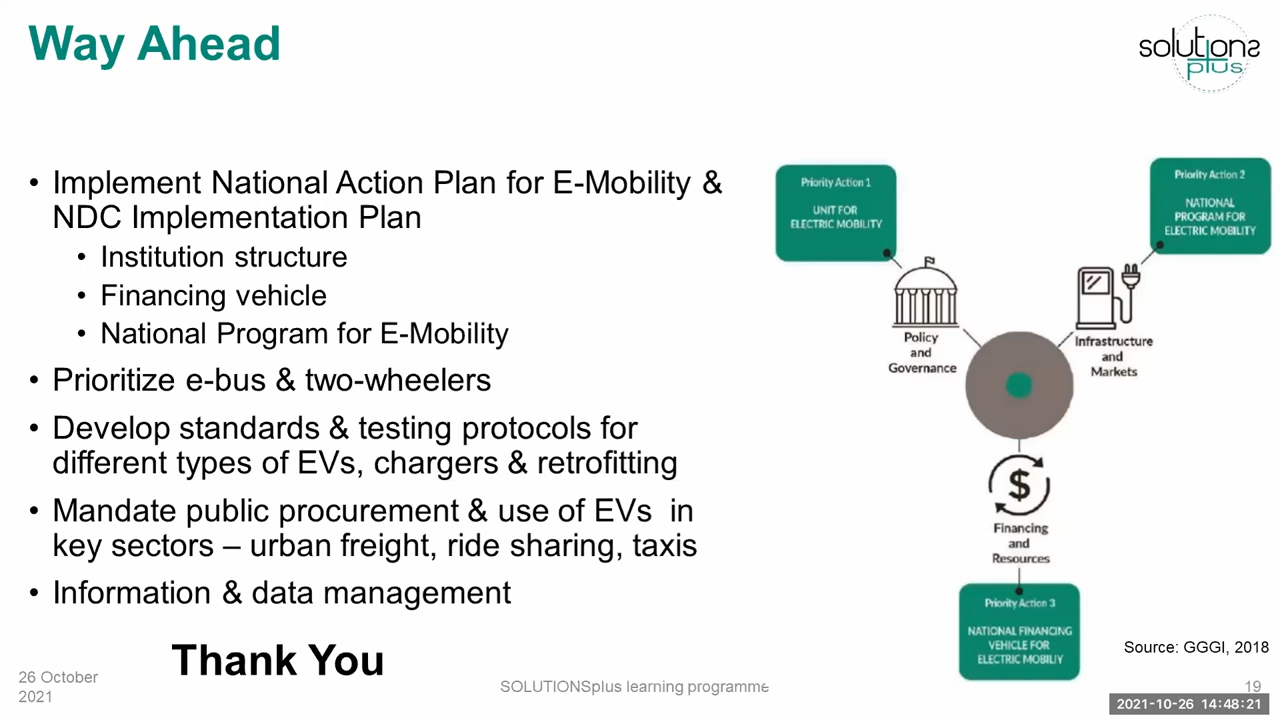 Way Ahead
solutions
plus
• Implement National Action Plan for E-Mobility &
NDC Implementation Plan
• Institution structure
• Financing vehicle
• National Program for E-Mobility
• Prioritize e-bus & two-wheelers
• Develop standards & testing protocols for
different types of EVs, chargers & retrofitting
• Mandate public procurement & use of EVs in
key sectors – urban freight, ride sharing, taxis
• Information & data management
Thank You
Priority Action 1
UNIT FOR
ELECTRIC MOBILITY
Priority Action 2
NATIONAL
PROGRAM FOR
ELECTRIC MOBILITY
Policy
and
Governance
Infrastructure
and
Markets
$
Financing
and
Resources
Priority Action 3
NATIONAL FINANCING
VEHICLE FOR
ELECTRIC MOBILIY
Source: GGGI, 2018
26 October
2021
SOLUTIONSplus learning programme
19
2021-10-26 14:48:21